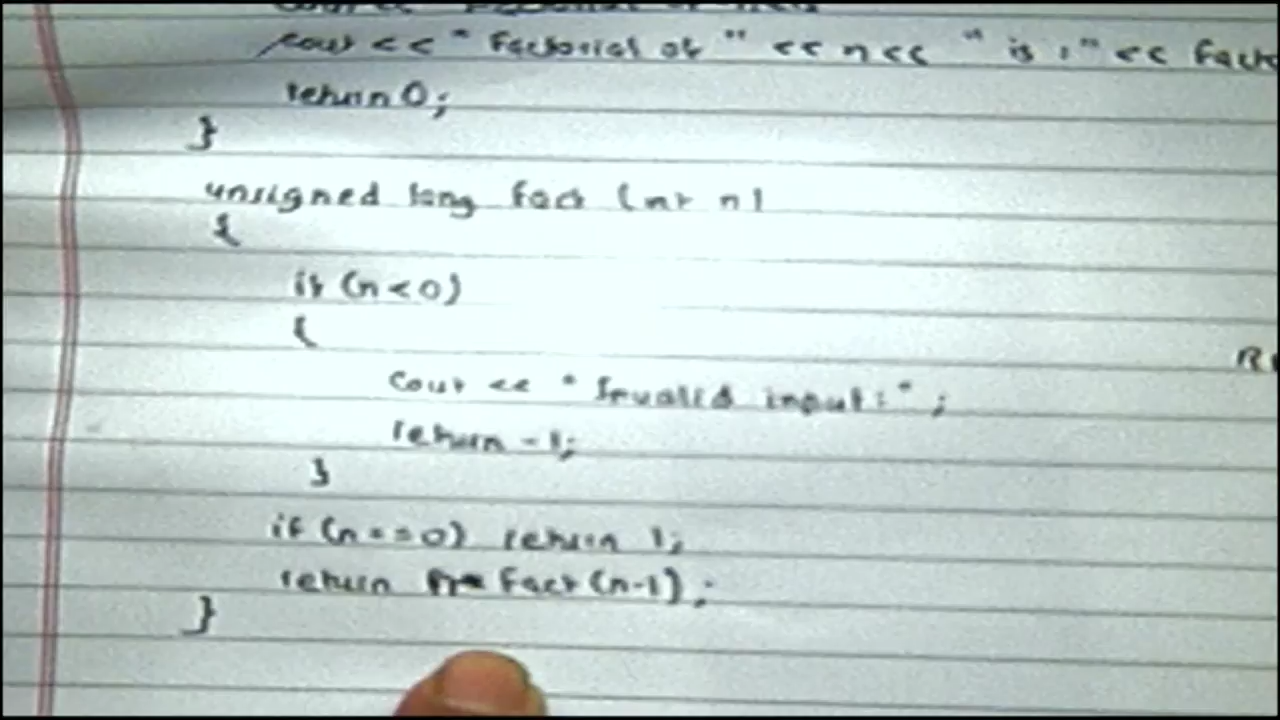 cout << "Factorial of " << n << " is :" << Facto
return 0;
}
unsigned long fact (int n)
{
if (n<0)
{
cout << "Invalid input:" ;
return -1;
}
if (n==0) return 1;
return n* Fact(n-1);
}